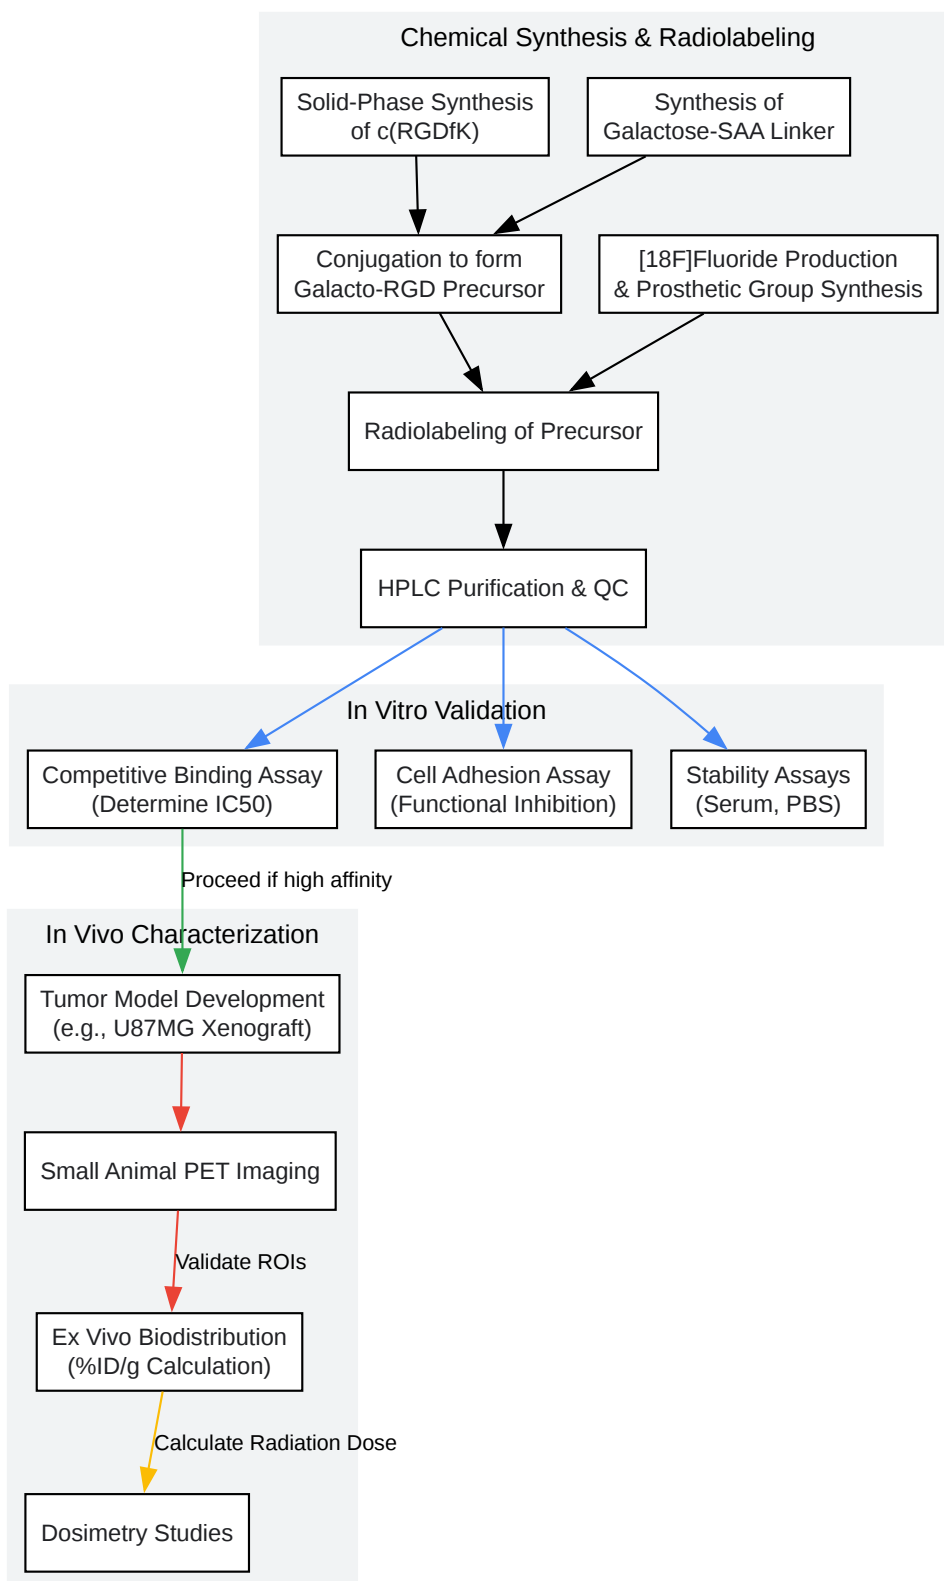 Chemical Synthesis & Radiolabeling
Solid-Phase Synthesis
of c(RGDfK)
Synthesis of
Galactose-SAA Linker
Conjugation to form
Galacto-RGD Precursor
[18F]Fluoride Production
& Prosthetic Group Synthesis
Radiolabeling of Precursor
HPLC Purification & QC
In Vitro Validation
Competitive Binding Assay
(Determine IC50)
Cell Adhesion Assay
(Functional Inhibition)
Stability Assays
(Serum, PBS)
Proceed if high affinity
In Vivo Characterization
Tumor Model Development
(e.g., U87MG Xenograft)
Small Animal PET Imaging
Validate ROIs
Ex Vivo Biodistribution
(%ID/g Calculation)
Calculate Radiation Dose
Dosimetry Studies